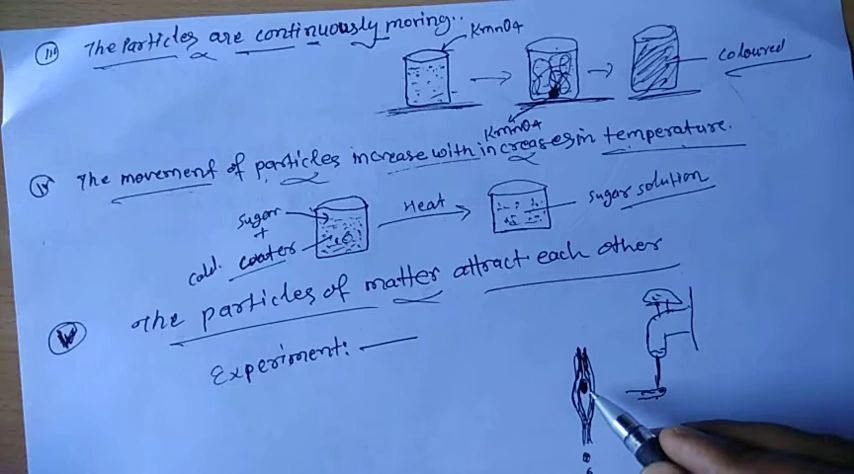 (iii) The Particles are continuously moving..
KmnO4
coloured
KmnO4
(iv) The movement of particles increase with increases in temperature.
Sugar
+
cold. water
Heat
Sugar solution
(v) The particles of matter attract each other
Experiment: —